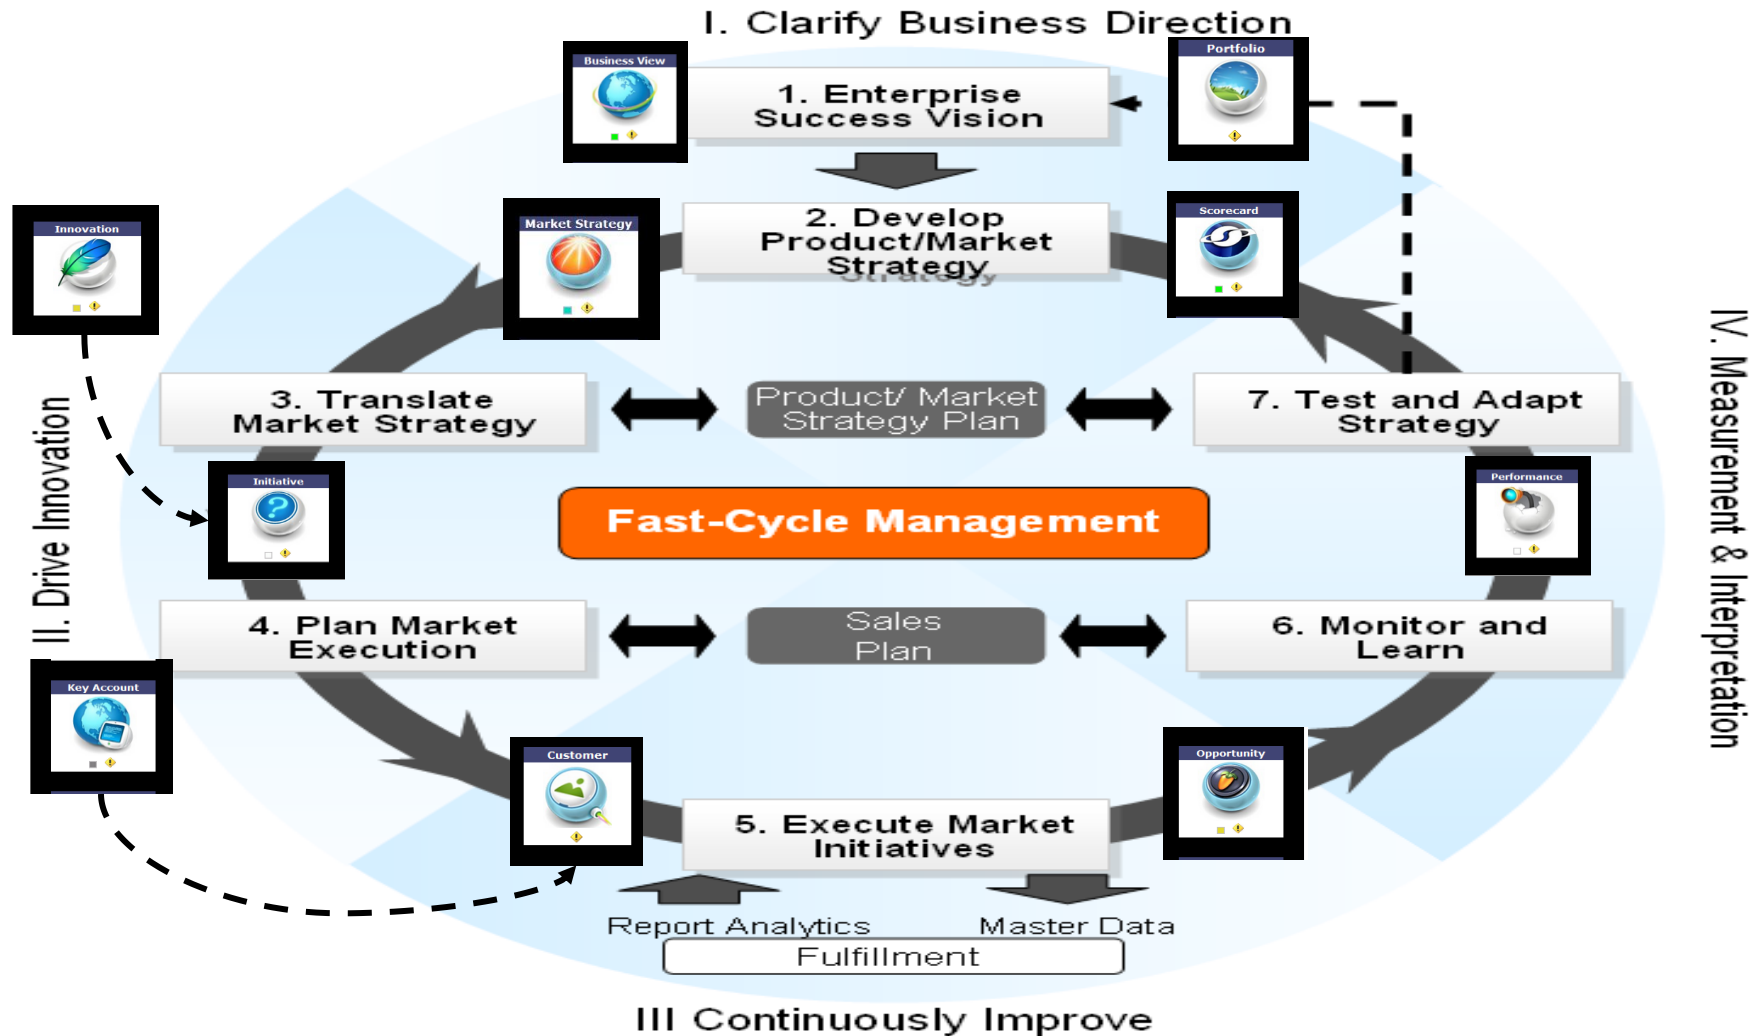 I. Clarify Business Direction
Business View
Portfolio
1. Enterprise
Success Vision
Innovation
Market Strategy
2. Develop
Product/Market
Strategy
Strategy
Scorecard
3. Translate
Market Strategy
Product/ Market
Strategy Plan
7. Test and Adapt
Strategy
II. Drive Innovation
IV. Measurement & Interpretation
Initiative
Performance
Fast-Cycle Management
4. Plan Market
Execution
Sales
Plan
6. Monitor and
Learn
Key Account
Customer
Opportunity
5. Execute Market
Initiatives
Report Analytics
Master Data
Fulfillment
III Continuously Improve